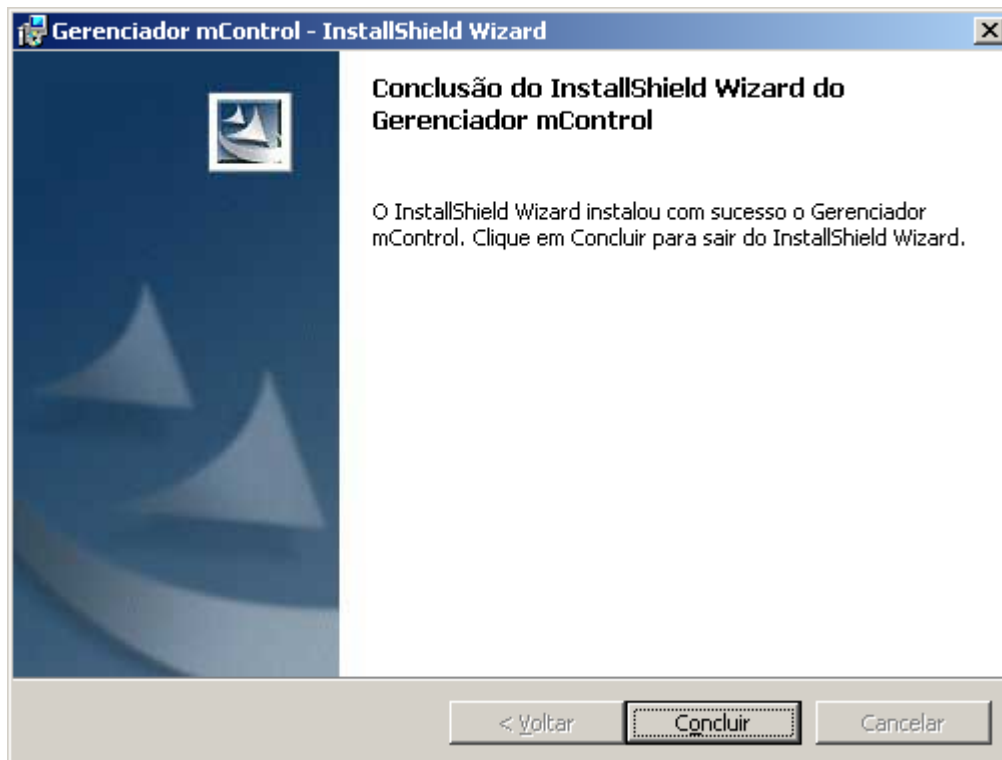 Gerenciador mControl - InstallShield Wizard
Conclusão do InstallShield Wizard do
Gerenciador mControl
O InstallShield Wizard instalou com sucesso o Gerenciador
mControl. Clique em Concluir para sair do InstallShield Wizard.
< Voltar
Concluir
Cancelar